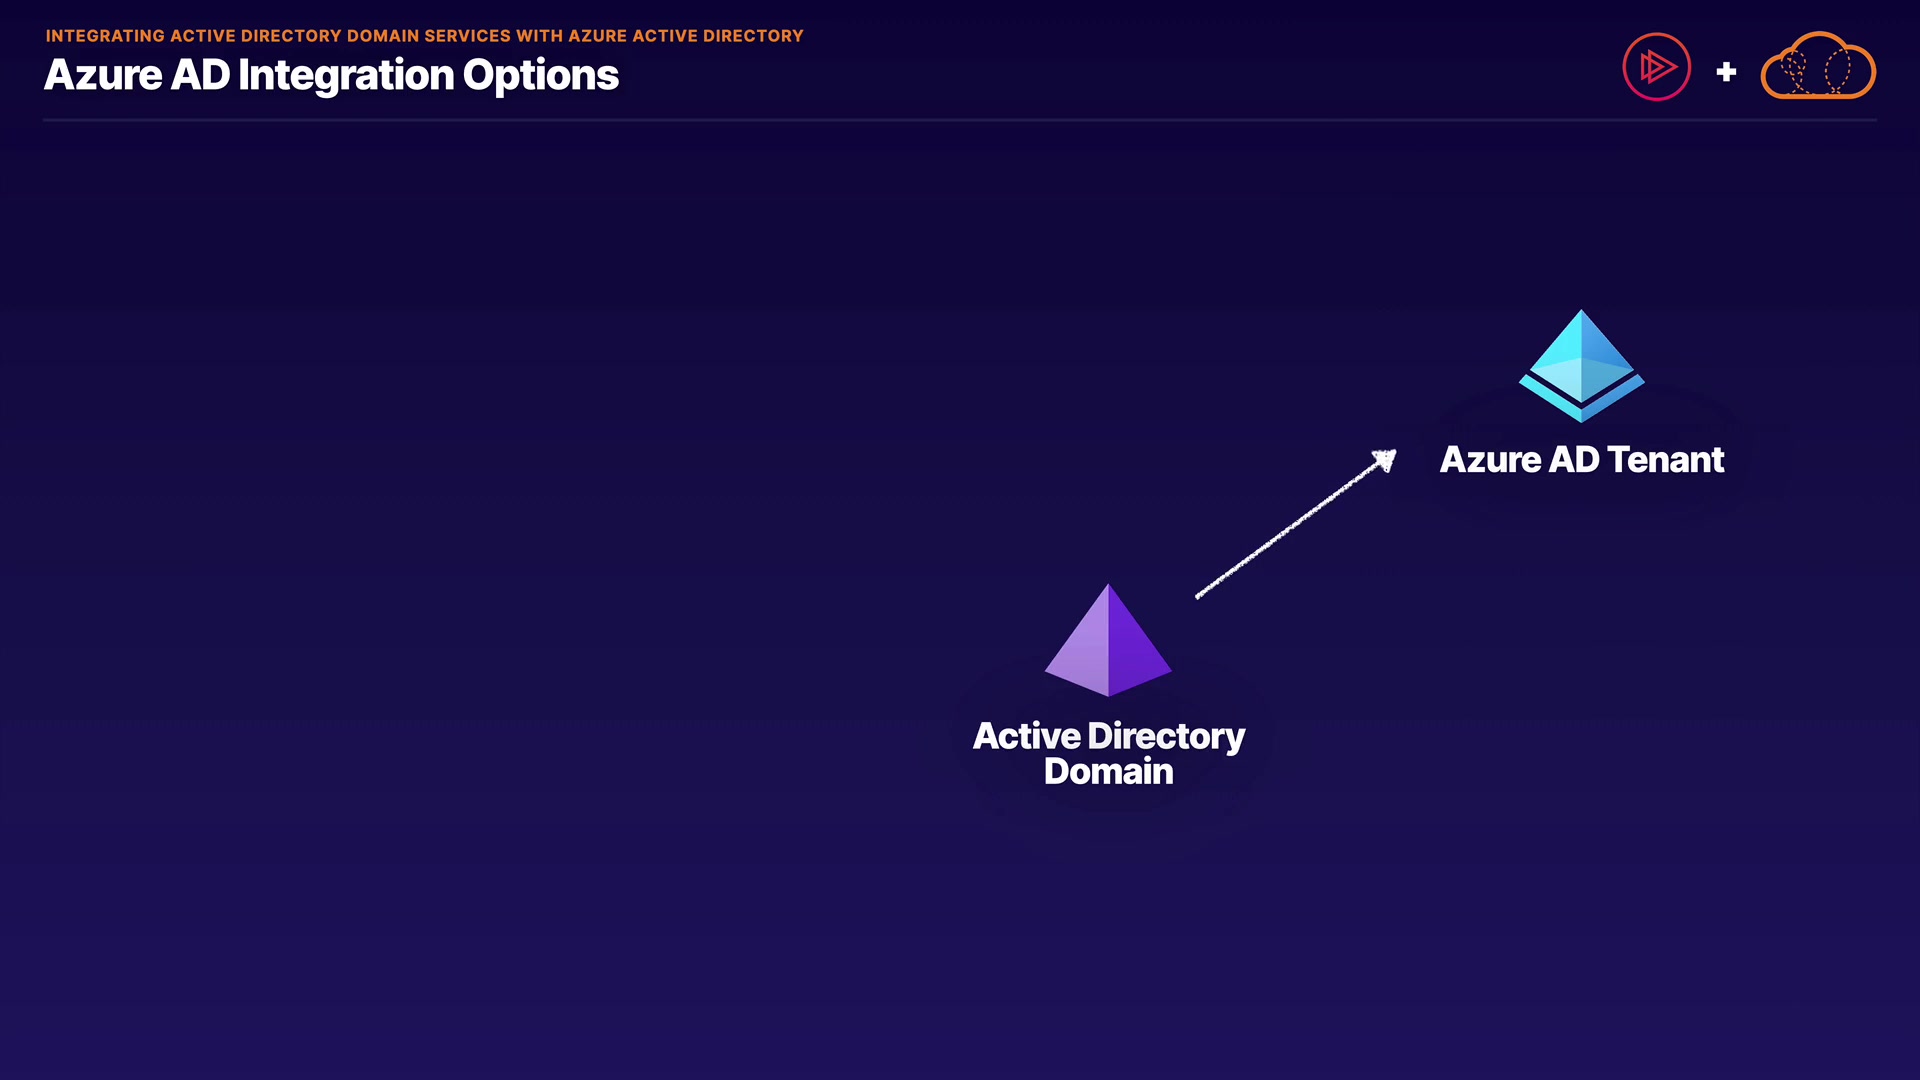 INTEGRATING ACTIVE DIRECTORY DOMAIN SERVICES WITH AZURE ACTIVE DIRECTORY
Azure AD Integration Options
+
Azure AD Tenant
Active Directory
Domain